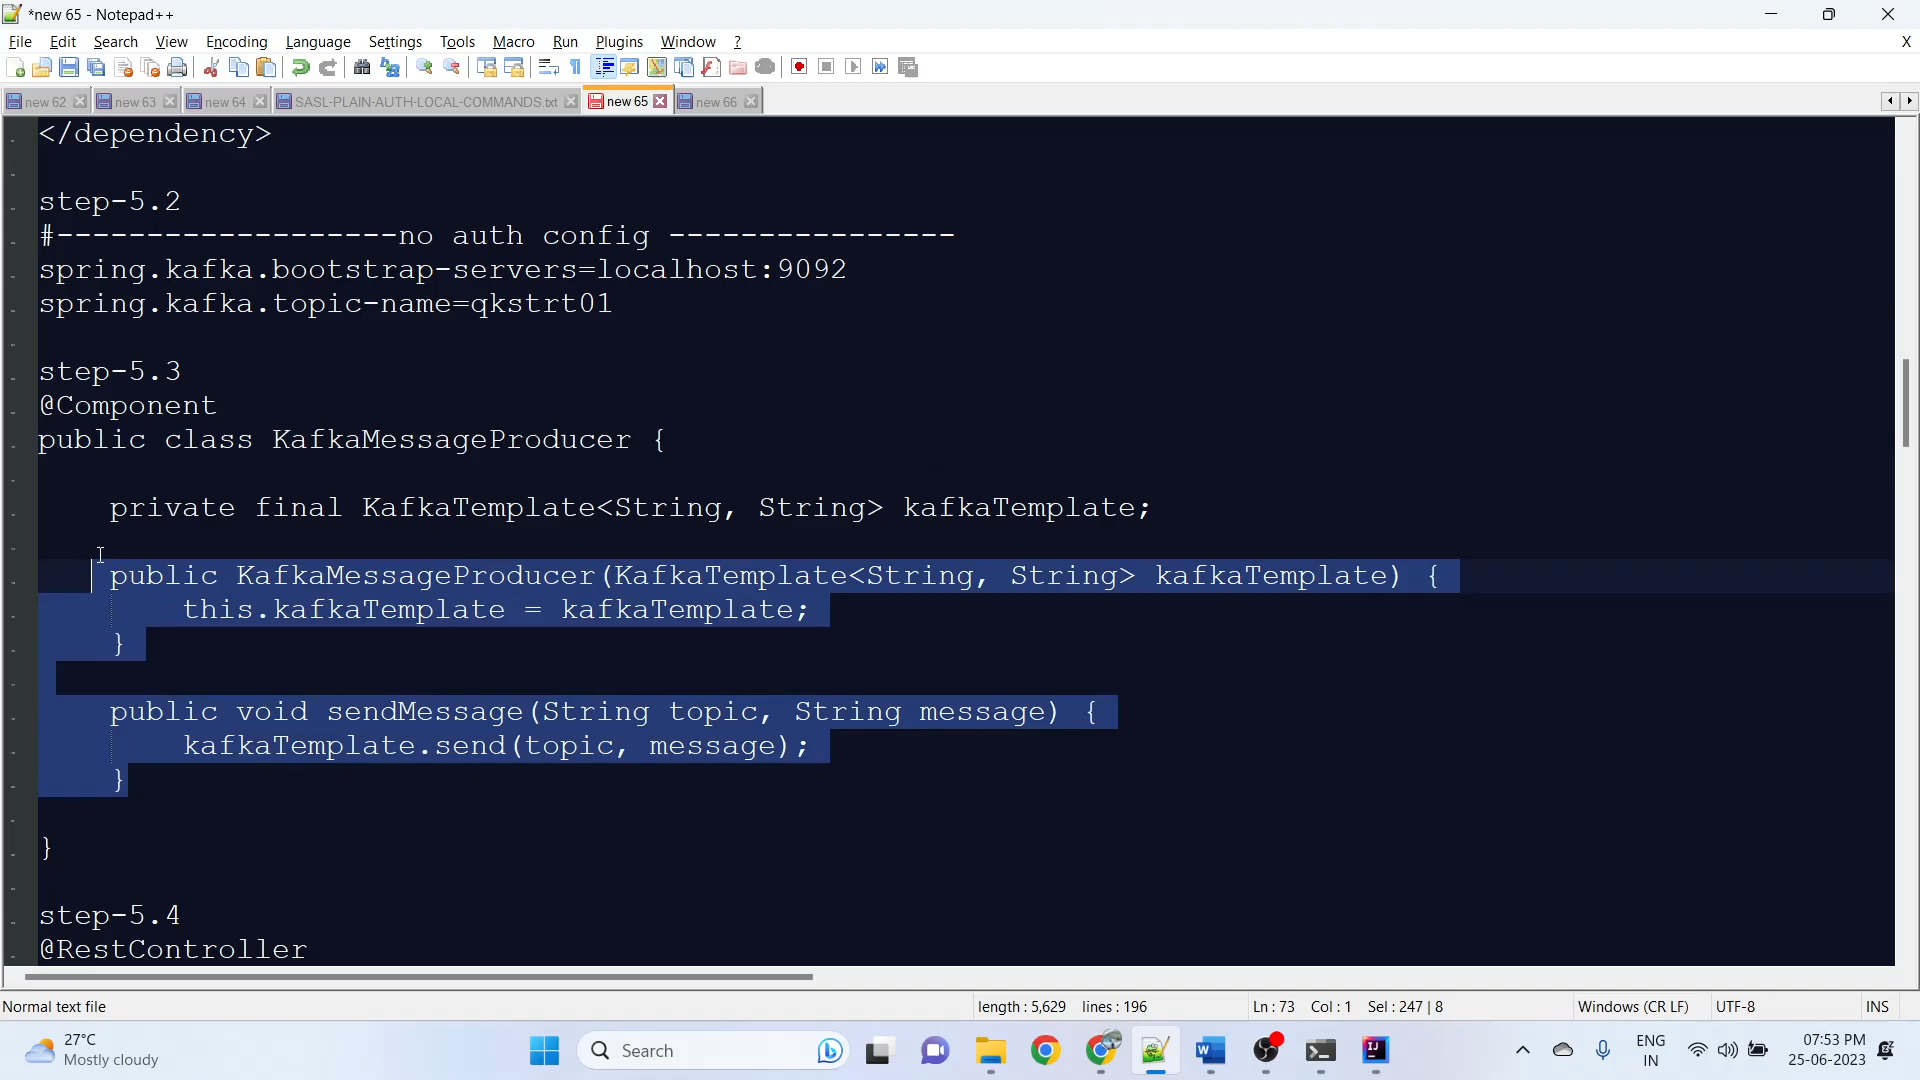 *new 65 - Notepad++
File Edit Search View Encoding Language Settings Tools Macro Run Plugins Window ? X
new 62 new 63 new 64 SASL-PLAIN-AUTH-LOCAL-COMMANDS.txt new 65 new 66
</dependency>
step-5.2
#-------------------no auth config ----------------
spring.kafka.bootstrap-servers=localhost:9092
spring.kafka.topic-name=qkstrt01
step-5.3
@Component
public class KafkaMessageProducer {
private final KafkaTemplate<String, String> kafkaTemplate;
public KafkaMessageProducer(KafkaTemplate<String, String> kafkaTemplate) {
this.kafkaTemplate = kafkaTemplate;
}
public void sendMessage(String topic, String message) {
kafkaTemplate.send(topic, message);
}
}
step-5.4
@RestController
Normal text file length : 5,629 lines : 196 Ln : 73 Col : 1 Sel : 247 | 8 Windows (CR LF) UTF-8 INS
27°C
Mostly cloudy
Search
ENG
IN
07:53 PM
25-06-2023